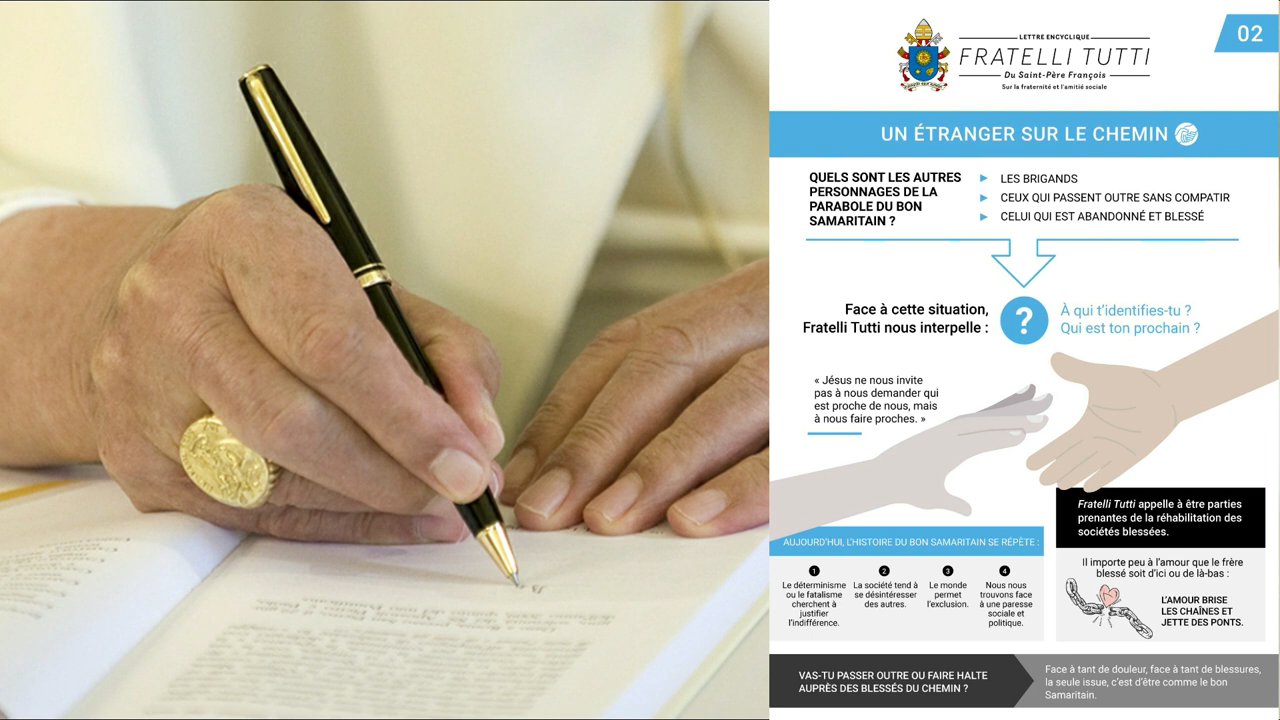 02
LETTRE ENCYCLIQUE
FRATELLI TUTTI
Du Saint-Père François
Sur la fraternité et l'amitié sociale
UN ÉTRANGER SUR LE CHEMIN
QUELS SONT LES AUTRES
PERSONNAGES DE LA
PARABOLE DU BON
SAMARITAIN ?
LES BRIGANDS
CEUX QUI PASSENT OUTRE SANS COMPATIR
CELUI QUI EST ABANDONNÉ ET BLESSÉ
Face à cette situation,
Fratelli Tutti nous interpelle :
?
À qui t'identifies-tu ?
Qui est ton prochain ?
« Jésus ne nous invite
pas à nous demander qui
est proche de nous, mais
à nous faire proches. »
AUJOURD'HUI, L'HISTOIRE DU BON SAMARITAIN SE RÉPÈTE :
1
Le déterminisme
ou le fatalisme
cherchent à
justifier
l'indifférence.
2
La société tend à
se désintéresser
des autres.
3
Le monde
permet
l'exclusion.
4
Nous nous
trouvons face
à une paresse
sociale et
politique.
Fratelli Tutti appelle à être parties
prenantes de la réhabilitation des
sociétés blessées.
Il importe peu à l'amour que le frère
blessé soit d'ici ou de là-bas :
L'AMOUR BRISE
LES CHAÎNES ET
JETTE DES PONTS.
VAS-TU PASSER OUTRE OU FAIRE HALTE
AUPRÈS DES BLESSÉS DU CHEMIN ?
Face à tant de douleur, face à tant de blessures,
la seule issue, c'est d'être comme le bon
Samaritain.